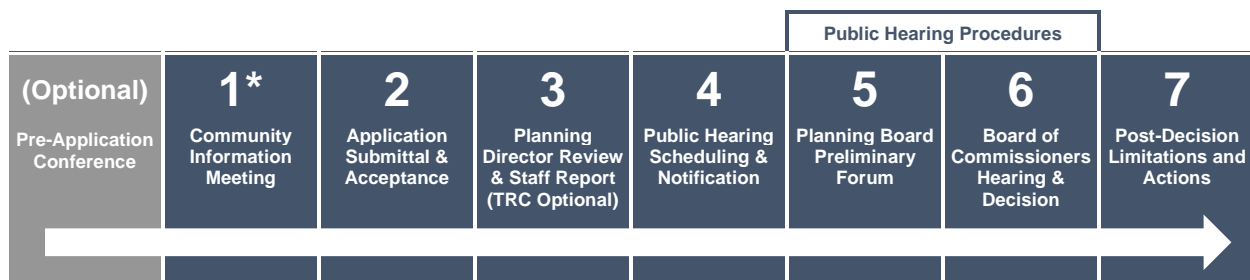 Public Hearing Procedures
(Optional)
Pre-Application
Conference
1*
Community
Information
Meeting
2
Application
Submittal &
Acceptance
3
Planning
Director Review
& Staff Report
(TRC Optional)
4
Public Hearing
Scheduling &
Notification
5
Planning Board
Preliminary
Forum
6
Board of
Commissioners
Hearing &
Decision
7
Post-Decision
Limitations and
Actions